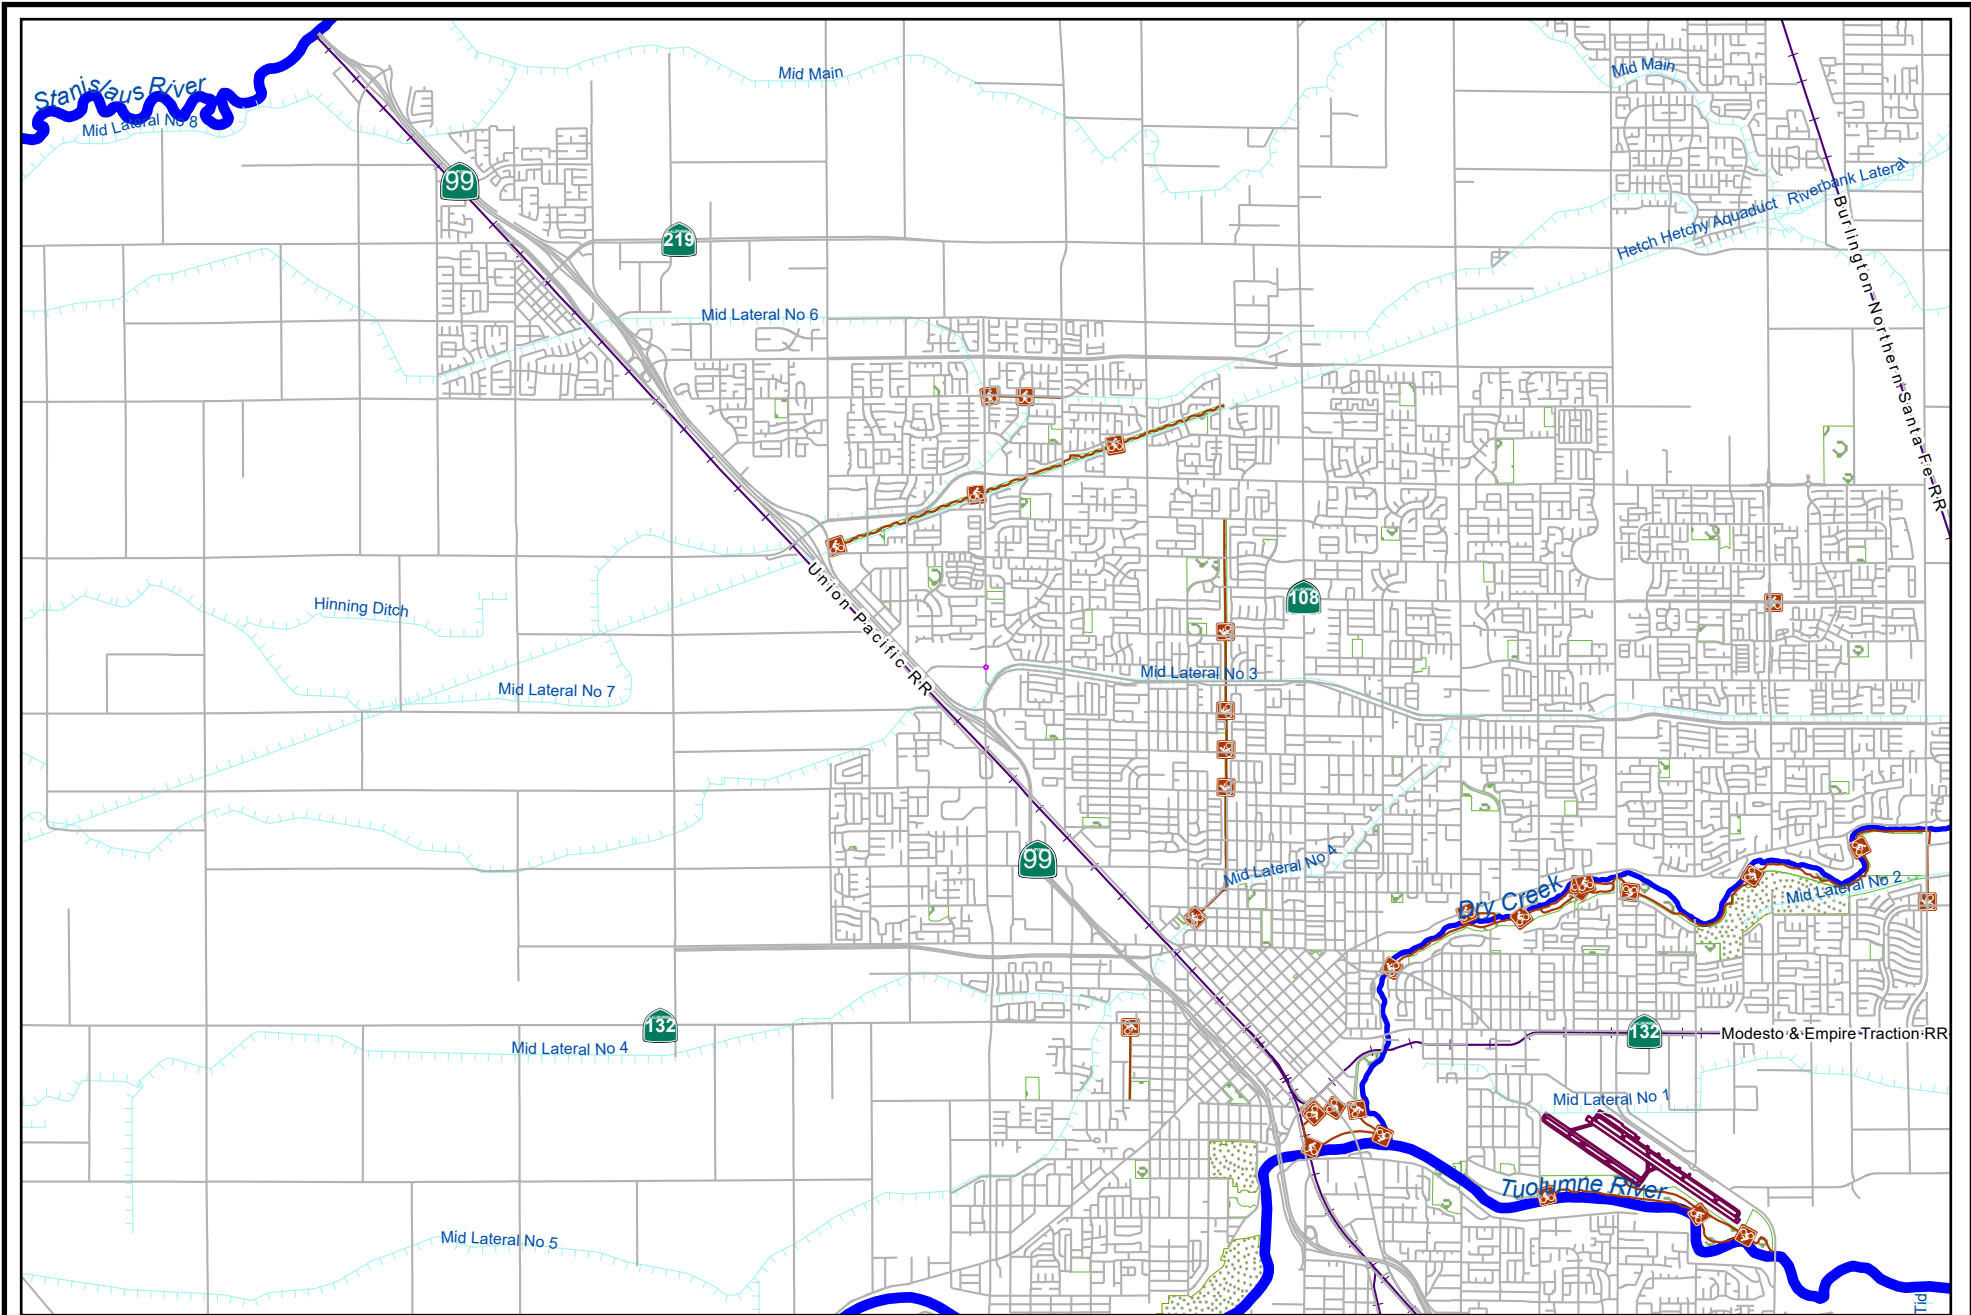 Mid Main
Mid Main
Stanislaus River
Mid Lateral No 8
99
Hetch Hetchy Aquaduct
Riverbank Lateral
219
Burlington Northern Santa Fe RR
Mid Lateral No 6
Union Pacific RR
Hinning Ditch
108
Mid Lateral No 3
Mid Lateral No 7
99
Mid Lateral No 4
Dry Creek
Mid Lateral No 2
132
132
Modesto & Empire Traction RR
Mid Lateral No 4
Mid Lateral No 1
Tuolumne River
Mid Lateral No 5
Tid